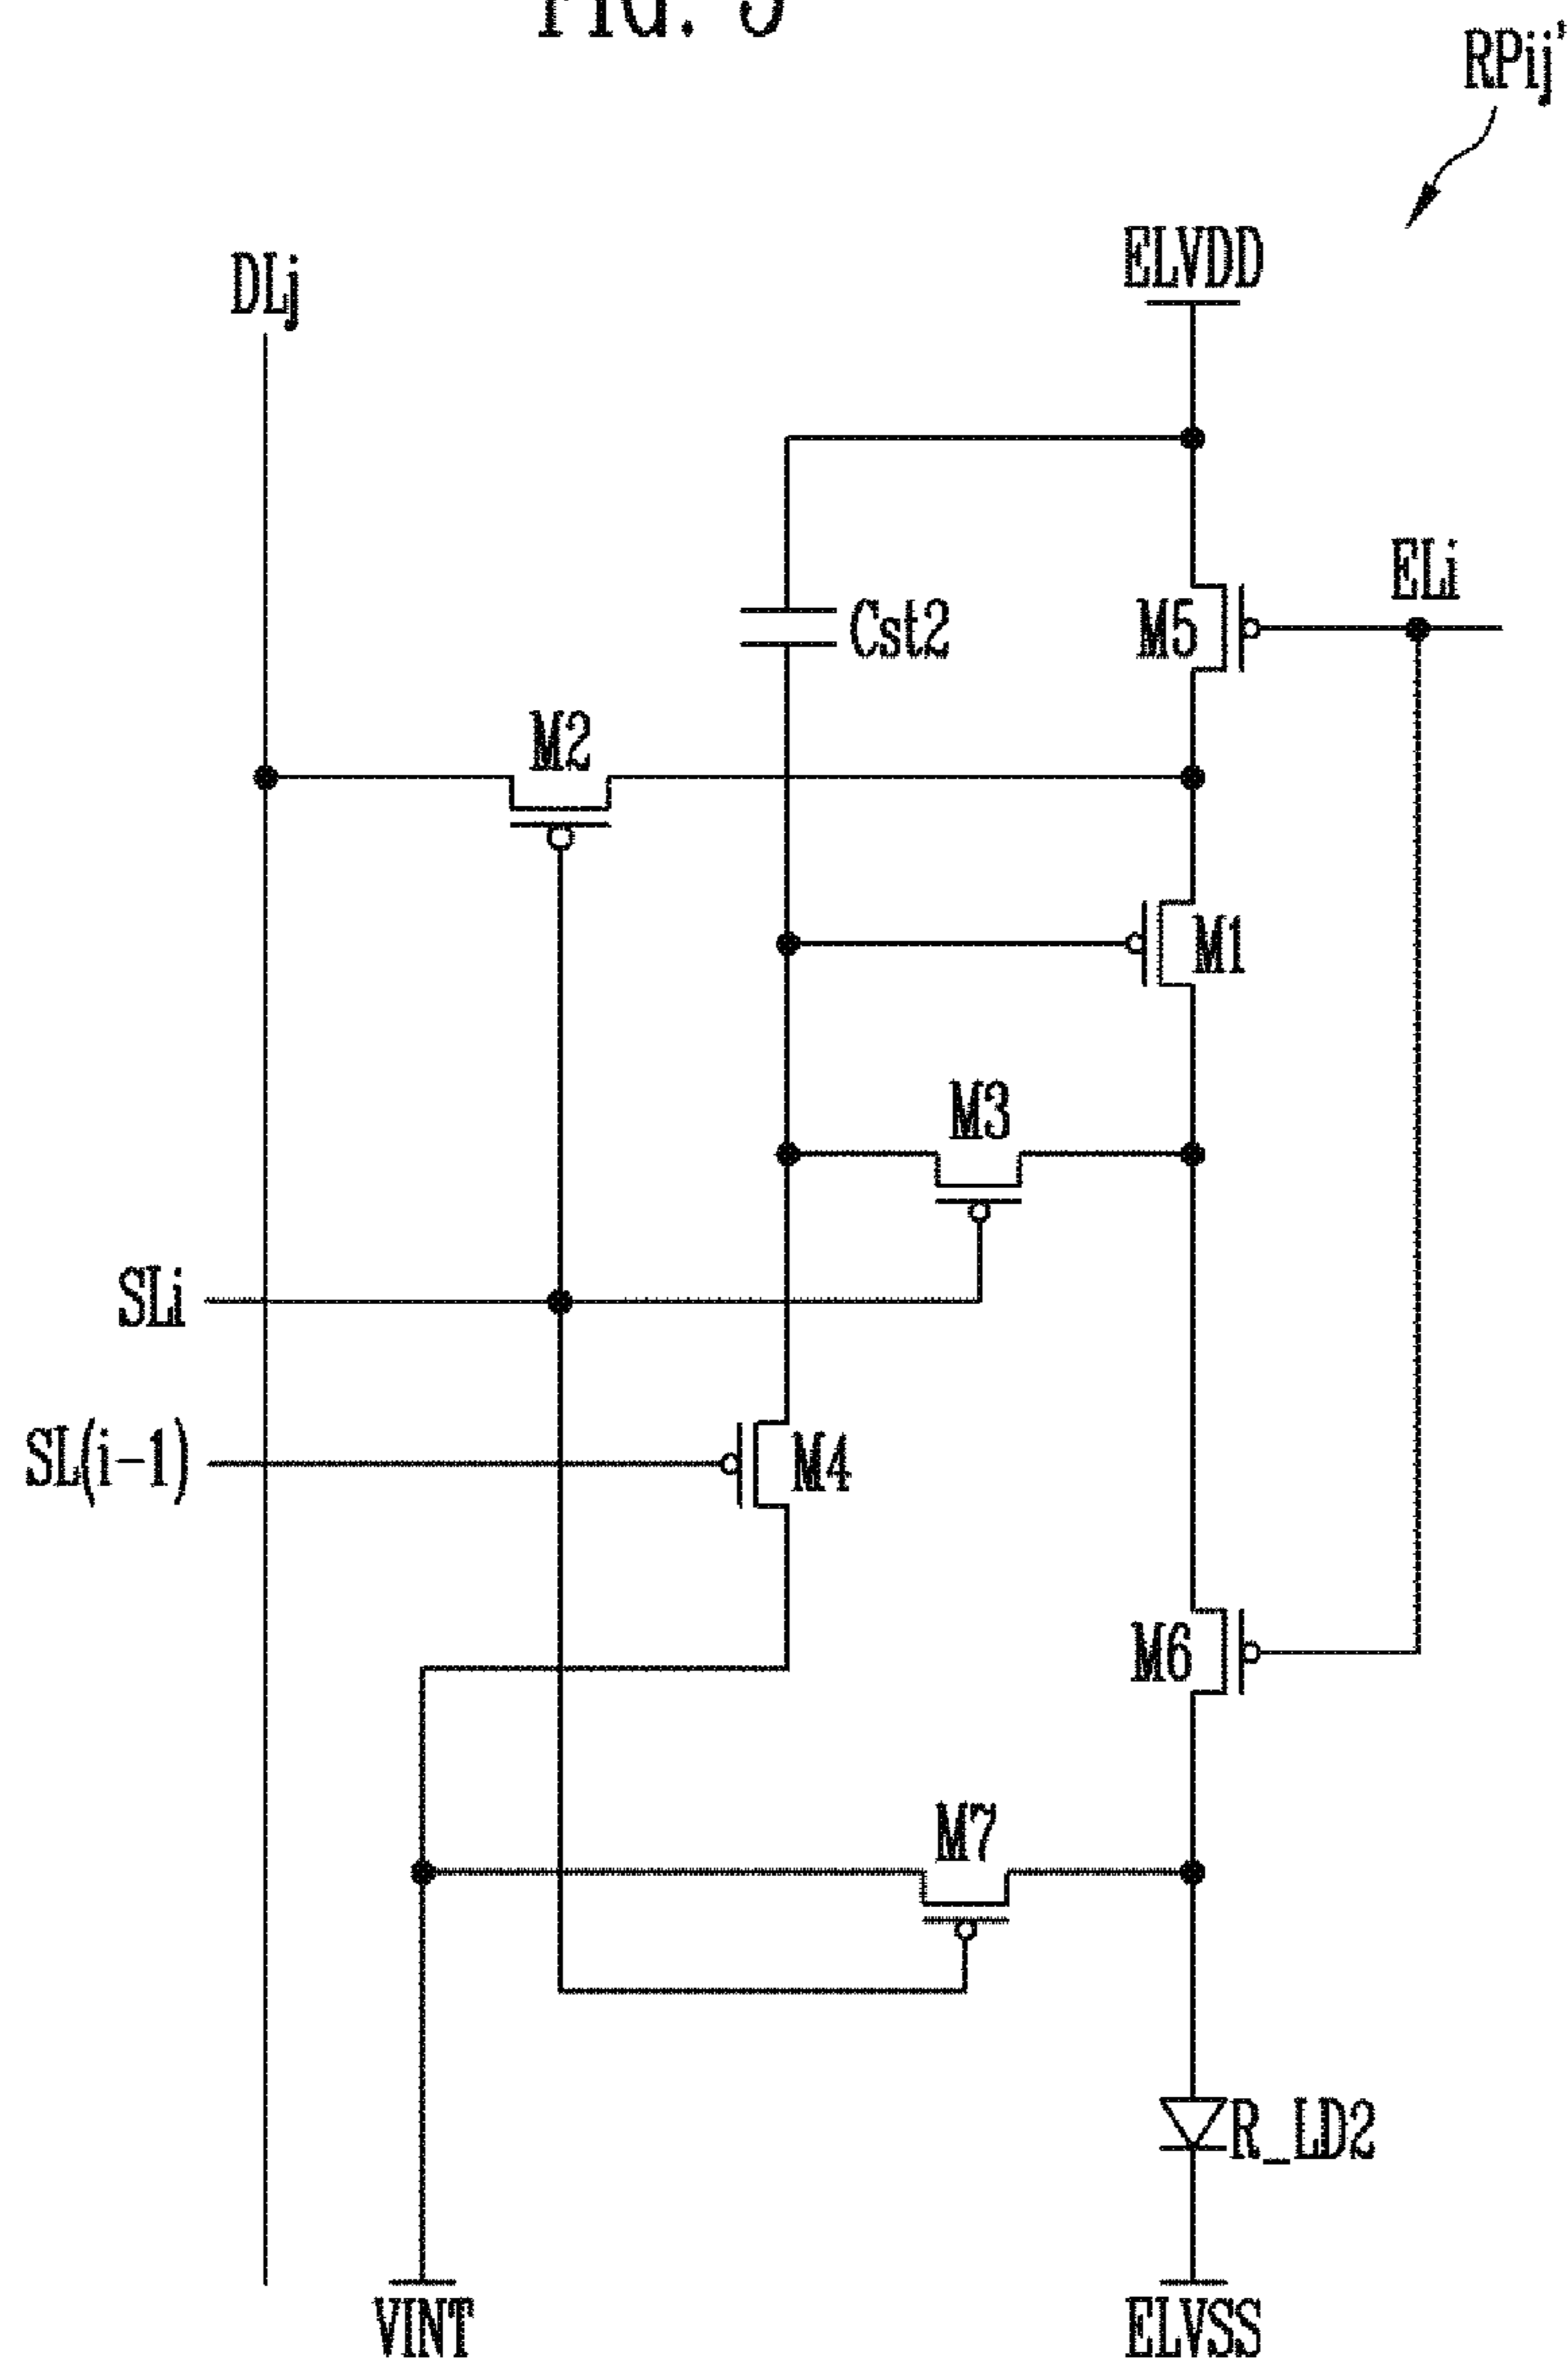 RPij'
ELVDD
DLj
ELi
Cst2
M5
M2
M1
M3
SLi
SL(i-1)
M4
M6
M7
R_LD2
VINT
ELVSS